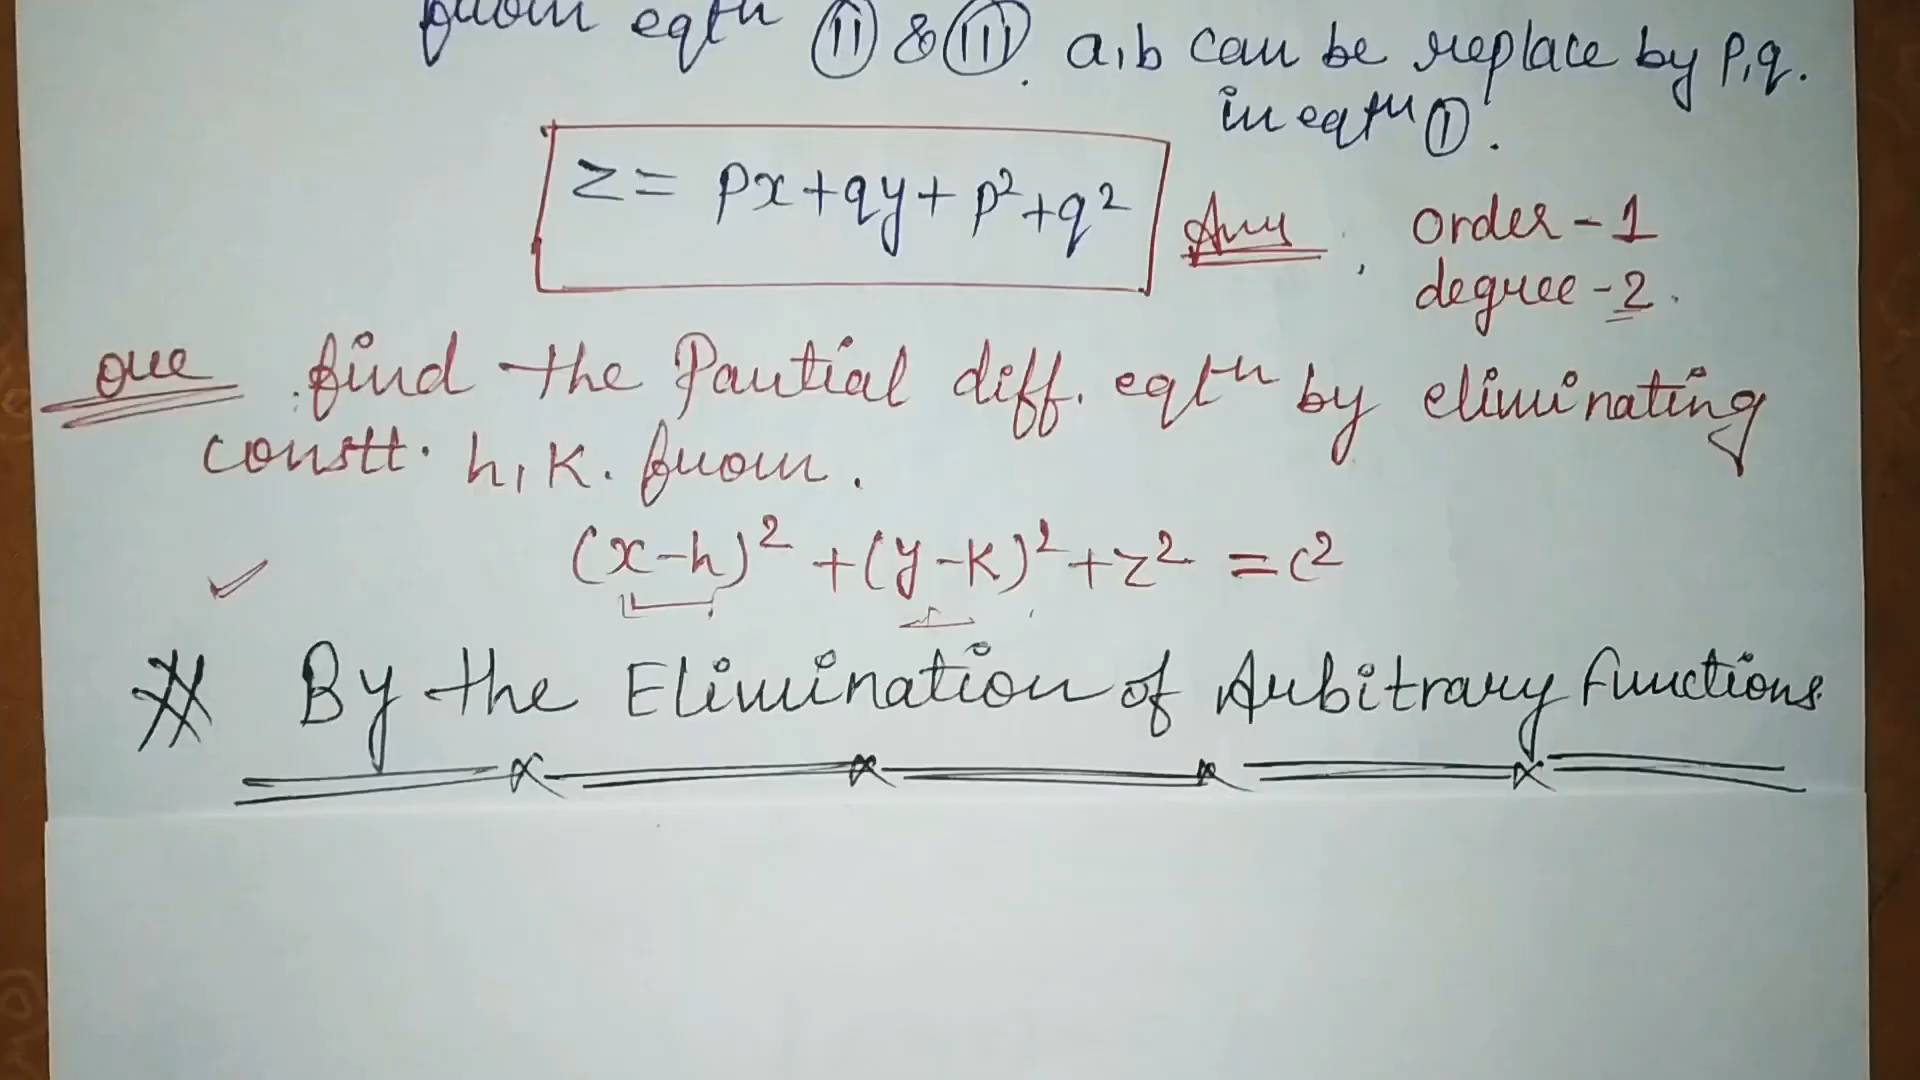 from eqtn (II) & (III). a,b can be replace by p,q.
in eqtn (I).
z = px+qy+p²+q² Ans. order-1
degree-2.
Que. find the Partial diff. eqtn by eliminating
constt. h,k. from.
(x-h)²+(y-k)²+z² = c²
✓
※ By the Elimination of Arbitrary functions